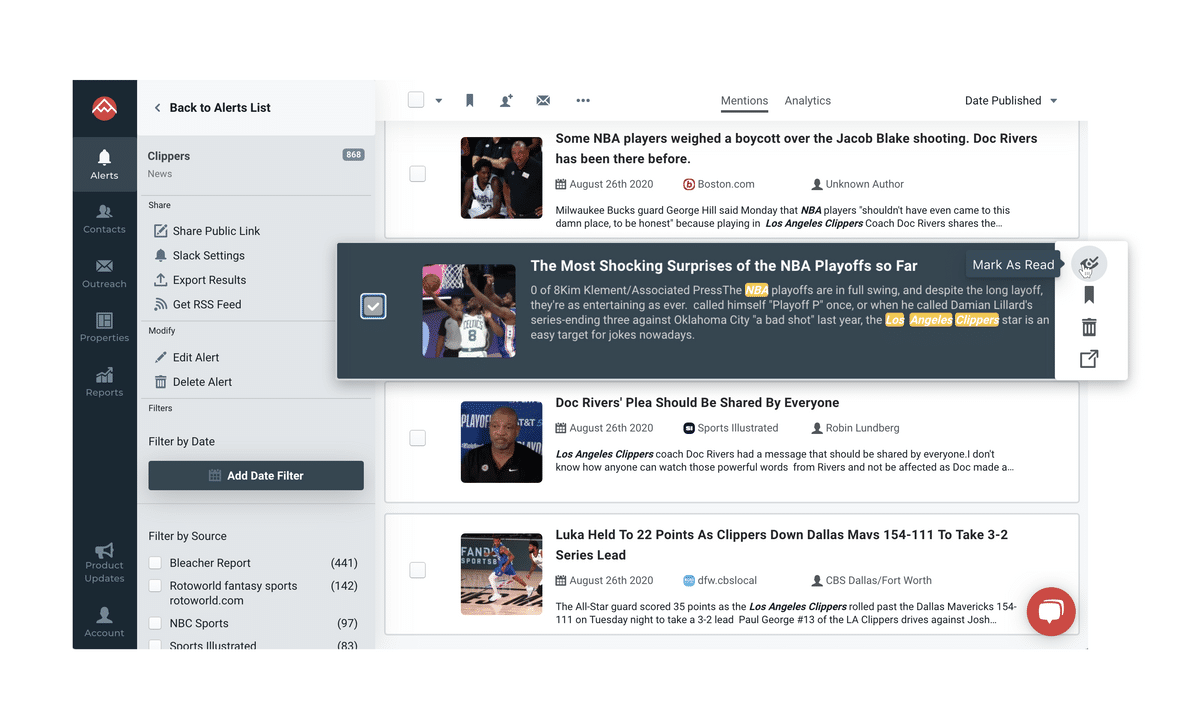 Back to Alerts List
Mentions
Analytics
Date Published
Alerts
Contacts
Outreach
Properties
Reports
Product
Updates
Account
Clippers
868
News
Share
Share Public Link
Slack Settings
Export Results
Get RSS Feed
Modify
Edit Alert
Delete Alert
Filters
Filter by Date
Add Date Filter
Filter by Source
Bleacher Report (441)
Rotoworld fantasy sports (142)
rotoworld.com
NBC Sports (97)
Sports Illustrated (83)
Some NBA players weighed a boycott over the Jacob Blake shooting. Doc Rivers
has been there before.
August 26th 2020 Boston.com Unknown Author
Milwaukee Bucks guard George Hill said Monday that NBA players "shouldn't have even came to this
damn place, to be honest" because playing in Los Angeles Clippers Coach Doc Rivers shares the...
The Most Shocking Surprises of the NBA Playoffs so Far
Mark As Read
0 of 8Kim Klement/Associated PressThe NBA playoffs are in full swing, and despite the long layoff,
they're as entertaining as ever. called himself "Playoff P" once, or when he called Damian Lillard's
series-ending three against Oklahoma City "a bad shot" last year, the Los Angeles Clippers star is an
easy target for jokes nowadays.
CELTICS
8
Doc Rivers' Plea Should Be Shared By Everyone
August 26th 2020 SI Sports Illustrated Robin Lundberg
Los Angeles Clippers coach Doc Rivers had a message that should be shared by everyone.I don't
know how anyone can watch those powerful words from Rivers and not be affected as Doc made a...
PLAYOF
AT&T 5
Luka Held To 22 Points As Clippers Down Dallas Mavs 154-111 To Take 3-2
Series Lead
August 26th 2020 dfw.cbslocal CBS Dallas/Fort Worth
The All-Star guard scored 35 points as the Los Angeles Clippers rolled past the Dallas Mavericks 154-
111 on Tuesday night to take a 3-2 lead Paul George #13 of the LA Clippers drives against Josh...
FANDU
SPORTSB